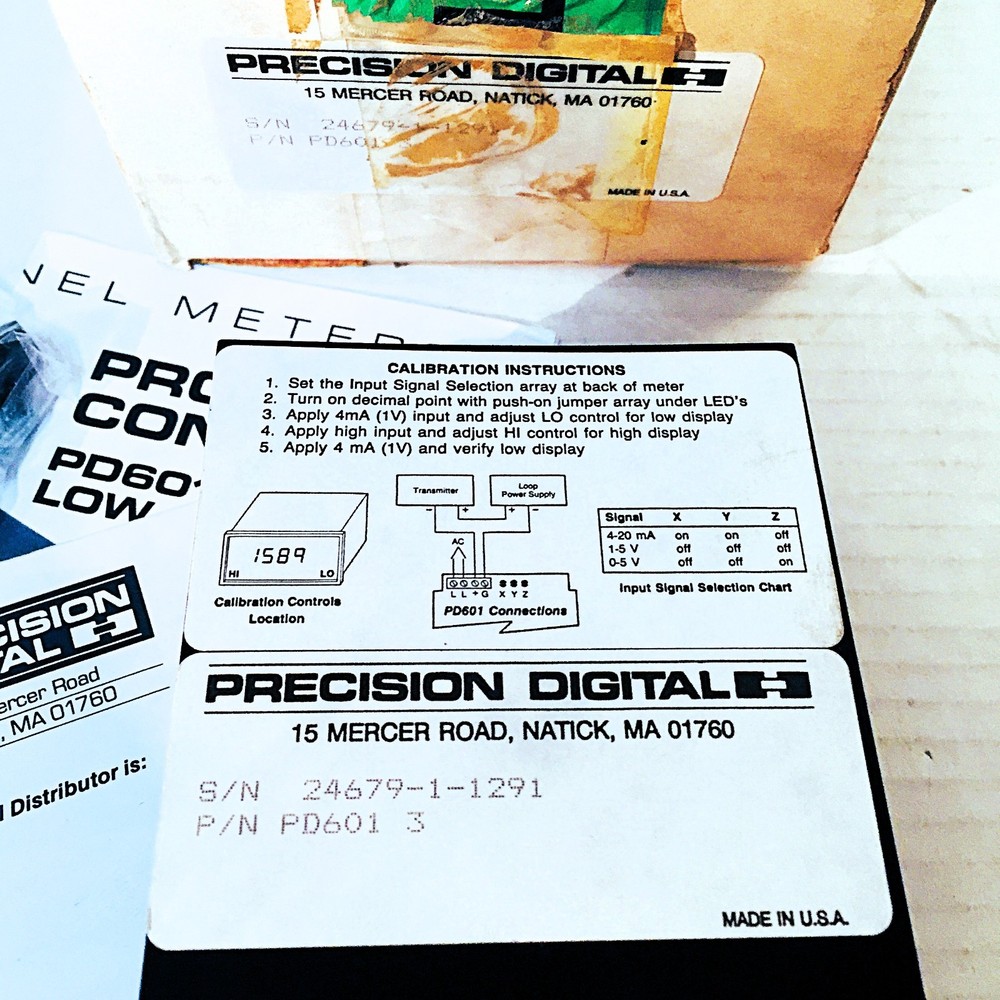 PRECISION DIGITAL
15 MERCER ROAD, NATICK, MA 01760
S/N 24679-1-1291
P/N PD601 3
MADE IN U.S.A.
NEL METER
PRO
CON
PD601
LOW
CISION
AL
ercer Road
, MA 01760
l Distributor is:
CALIBRATION INSTRUCTIONS
1. Set the Input Signal Selection array at back of meter
2. Turn on decimal point with push-on jumper array under LED's
3. Apply 4mA (1V) input and adjust LO control for low display
4. Apply high input and adjust HI control for high display
5. Apply 4 mA (1V) and verify low display
1589
HI LO
Calibration Controls
Location
Transmitter
Loop
Power Supply
- + + -
AC
L L + G X Y Z
PD601 Connections
Signal X Y Z
4-20 mA on on off
1-5 V off off off
0-5 V off off on
Input Signal Selection Chart
PRECISION DIGITAL
15 MERCER ROAD, NATICK, MA 01760
S/N 24679-1-1291
P/N PD601 3
MADE IN U.S.A.